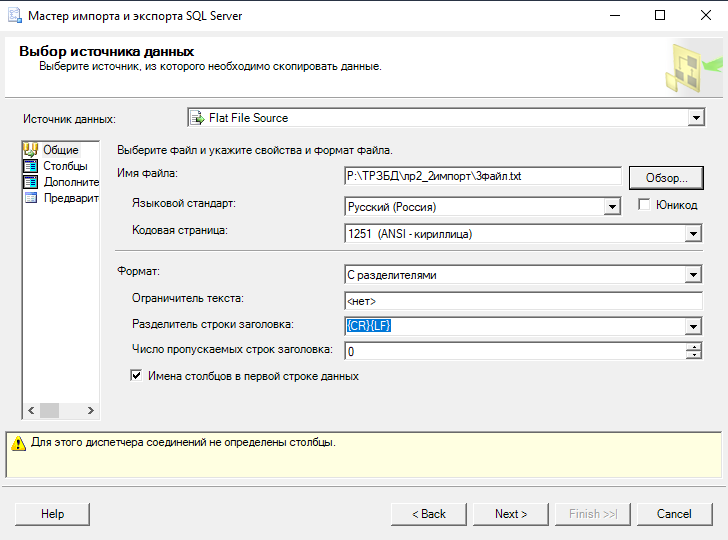 Мастер импорта и экспорта SQL Server
Выбор источника данных
Выберите источник, из которого необходимо скопировать данные.
Источник данных: Flat File Source
Общие
Столбцы
Дополните
Предварит
Выберите файл и укажите свойства и формат файла.
Имя файла: P:\ТРЗБД\лр2_2импорт\3файл.txt Обзор...
Языковой стандарт: Русский (Россия) Юникод
Кодовая страница: 1251 (ANSI - кириллица)
Формат: С разделителями
Ограничитель текста: <нет>
Разделитель строки заголовка: {CR}{LF}
Число пропускаемых строк заголовка: 0
Имена столбцов в первой строке данных
Для этого диспетчера соединений не определены столбцы.
Help < Back Next > Finish >>| Cancel